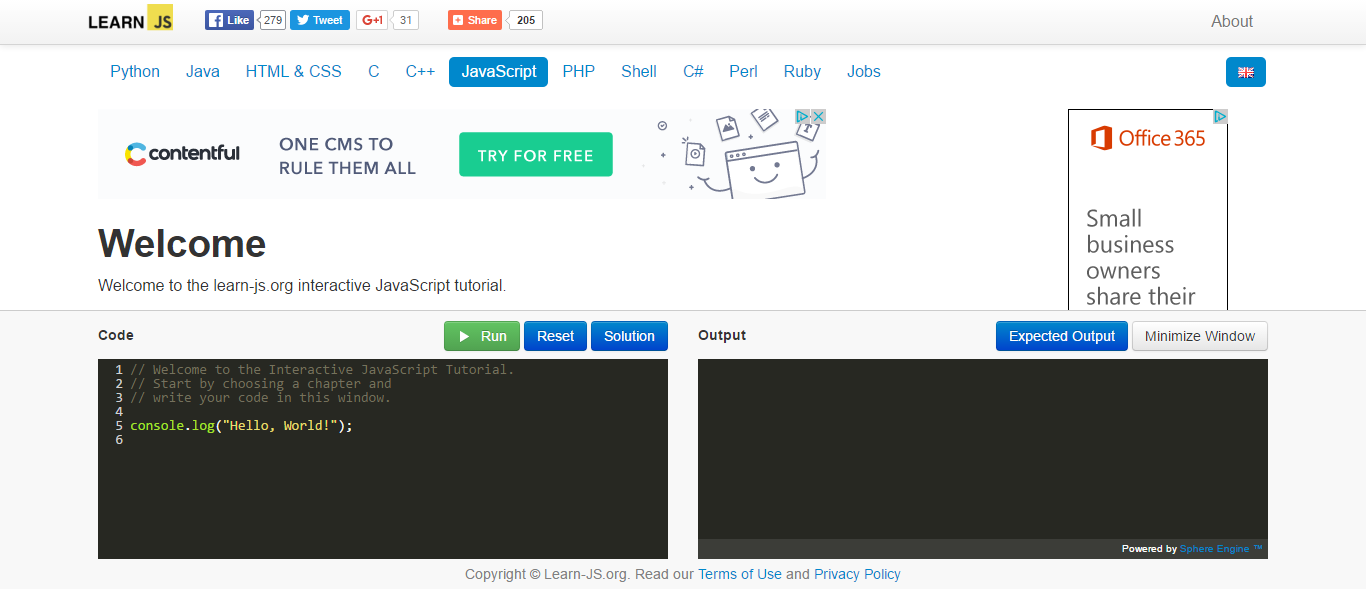 LEARN JS Like 279 Tweet G+1 31 Share 205 About
Python Java HTML & CSS C C++ JavaScript PHP Shell C# Perl Ruby Jobs
contentful
ONE CMS TO
RULE THEM ALL
TRY FOR FREE
Office 365
Small
business
owners
share their
Welcome
Welcome to the learn-js.org interactive JavaScript tutorial.
Code Run Reset Solution
1 // Welcome to the Interactive JavaScript Tutorial.
2 // Start by choosing a chapter and
3 // write your code in this window.
4
5 console.log("Hello, World!");
6
Output Expected Output Minimize Window
Powered by Sphere Engine ™
Copyright © Learn-JS.org. Read our Terms of Use and Privacy Policy